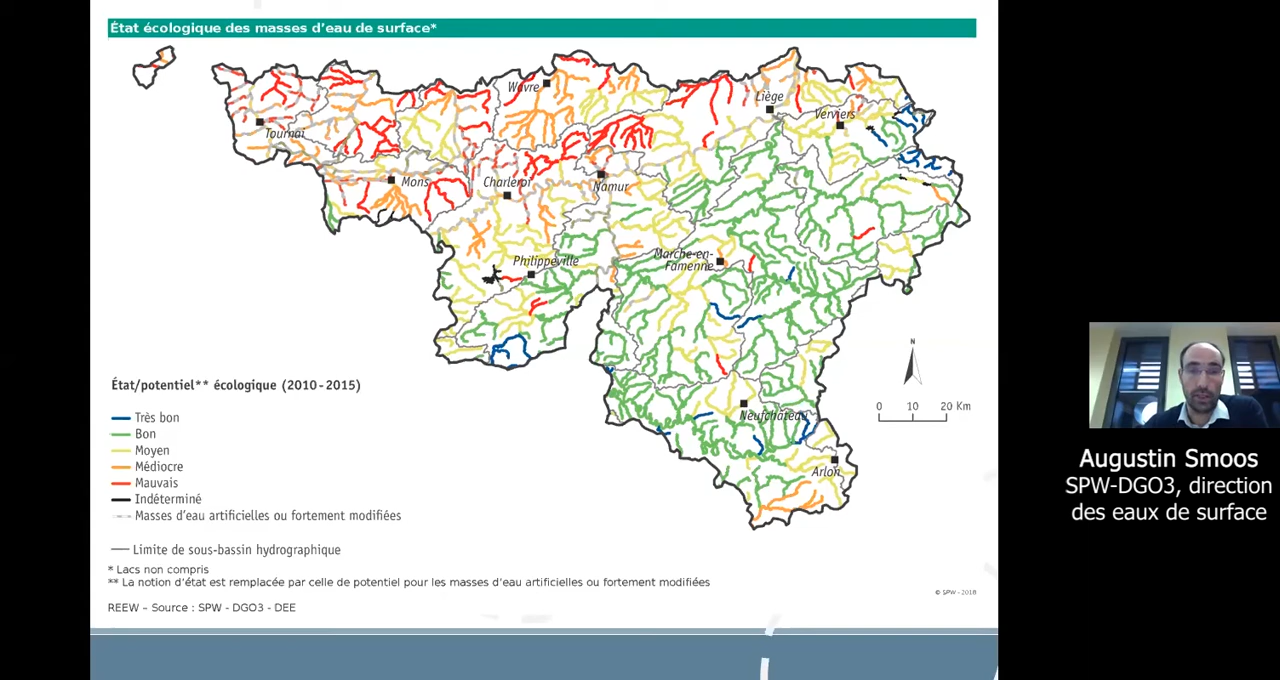 État écologique des masses d'eau de surface*
Wavre
Liège
Tournai
Verviers
Mons
Charleroi
Namur
Marche-en-
Famenne
Philippeville
Neufchâteau
Arlon
N
0 10 20 Km
État/potentiel** écologique (2010-2015)
Très bon
Bon
Moyen
Médiocre
Mauvais
Indéterminé
Masses d'eau artificielles ou fortement modifiées
Limite de sous-bassin hydrographique
* Lacs non compris
** La notion d'état est remplacée par celle de potentiel pour les masses d'eau artificielles ou fortement modifiées
© SPW - 2018
REEW – Source : SPW - DGO3 - DEE
Augustin Smoos
SPW-DGO3, direction
des eaux de surface